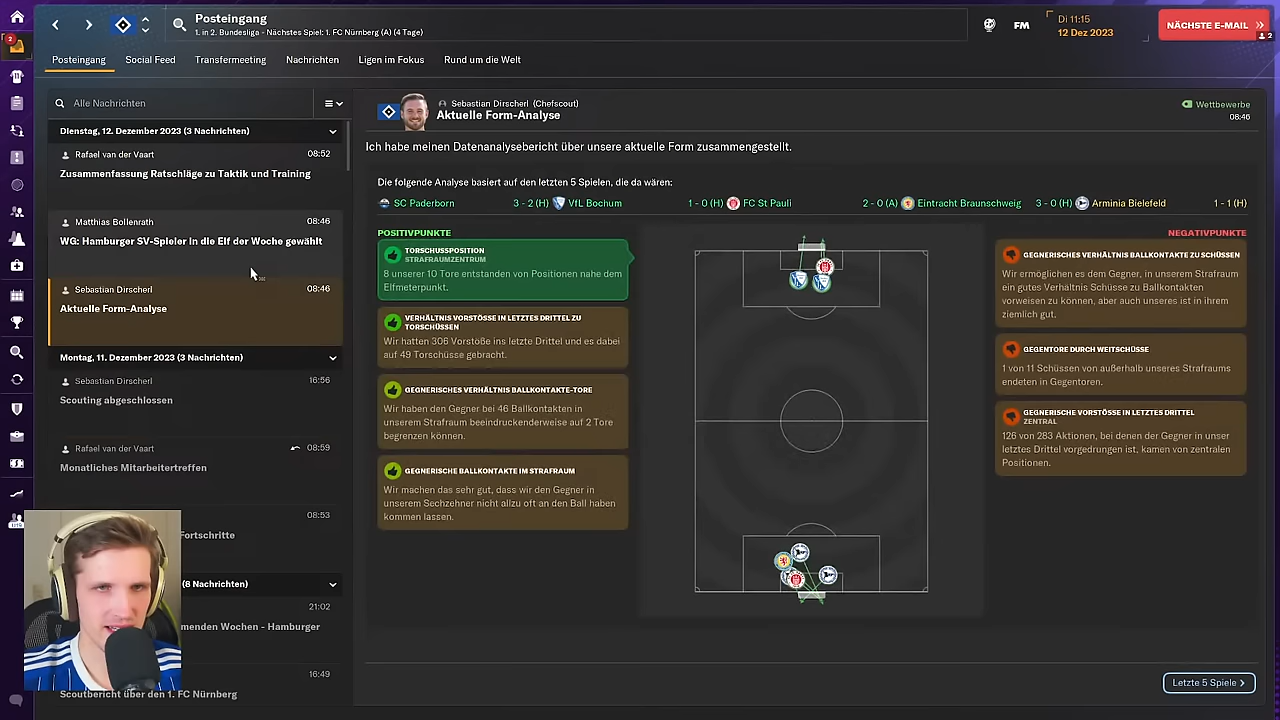 Posteingang
1. in 2. Bundesliga - Nächstes Spiel: 1. FC Nürnberg (A) (4 Tage)
FM
Di 11:15
12 Dez 2023
NÄCHSTE E-MAIL
2
2
Posteingang
Social Feed
Transfermeeting
Nachrichten
Ligen im Fokus
Rund um die Welt
Alle Nachrichten
Dienstag, 12. Dezember 2023 (3 Nachrichten)
Rafael van der Vaart
08:52
Zusammenfassung Ratschläge zu Taktik und Training
Matthias Bollenrath
08:46
WG: Hamburger SV-Spieler in die Elf der Woche gewählt
Sebastian Dirscherl
08:46
Aktuelle Form-Analyse
Montag, 11. Dezember 2023 (3 Nachrichten)
Sebastian Dirscherl
16:56
Scouting abgeschlossen
Rafael van der Vaart
08:59
Monatliches Mitarbeitertreffen
08:53
Fortschritte
(8 Nachrichten)
21:02
menden Wochen - Hamburger
16:49
Scoutbericht über den 1. FC Nürnberg
Sebastian Dirscherl (Chefscout)
Aktuelle Form-Analyse
Wettbewerbe
08:46
Ich habe meinen Datenanalysebericht über unsere aktuelle Form zusammengestellt.
Die folgende Analyse basiert auf den letzten 5 Spielen, die da wären:
SC Paderborn 3 - 2 (H) VfL Bochum 1 - 0 (H) FC St Pauli 2 - 0 (A) Eintracht Braunschweig 3 - 0 (H) Arminia Bielefeld 1 - 1 (H)
POSITIVPUNKTE
TORSCHUSSPOSITION
STRAFRAUMZENTRUM
8 unserer 10 Tore entstanden von Positionen nahe dem
Elfmeterpunkt.
VERHÄLTNIS VORSTÖSSE IN LETZTES DRITTEL ZU
TORSCHÜSSEN
Wir hatten 306 Vorstöße ins letzte Drittel und es dabei
auf 49 Torschüsse gebracht.
GEGNERISCHES VERHÄLTNIS BALLKONTAKTE-TORE
Wir haben den Gegner bei 46 Ballkontakten in
unserem Strafraum beeindruckenderweise auf 2 Tore
begrenzen können.
GEGNERISCHE BALLKONTAKTE IM STRAFRAUM
Wir machen das sehr gut, dass wir den Gegner in
unserem Sechzehner nicht allzu oft an den Ball haben
kommen lassen.
NEGATIVPUNKTE
GEGNERISCHES VERHÄLTNIS BALLKONTAKTE ZU SCHÜSSEN
Wir ermöglichen es dem Gegner, in unserem Strafraum
ein gutes Verhältnis Schüsse zu Ballkontakten
vorweisen zu können, aber auch unseres ist in ihrem
ziemlich gut.
GEGENTORE DURCH WEITSCHÜSSE
1 von 11 Schüssen von außerhalb unseres Strafraums
endeten in Gegentoren.
GEGNERISCHE VORSTÖSSE IN LETZTES DRITTEL
ZENTRAL
126 von 283 Aktionen, bei denen der Gegner in unser
letztes Drittel vorgedrungen ist, kamen von zentralen
Positionen.
Letzte 5 Spiele